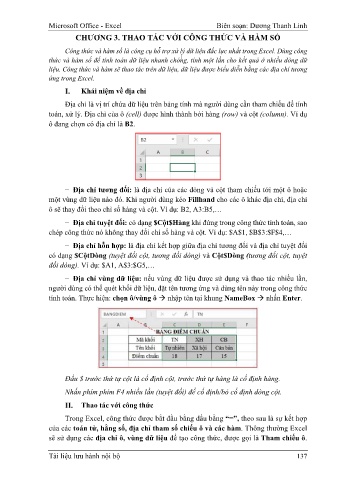 Microsoft Office - Excel Biên soạn: Dương Thanh Linh
CHƯƠNG 3. THAO TÁC VỚI CÔNG THỨC VÀ HÀM SỐ
Công thức và hàm số là công cụ hỗ trợ xử lý dữ liệu đắc lực nhất trong Excel. Dùng công
thức và hàm số để tính toán dữ liệu nhanh chóng, tính một lần cho kết quả ở nhiều dòng dữ
liệu. Công thức và hàm số thao tác trên dữ liệu, dữ liệu được biểu diễn bằng các địa chỉ tương
ứng trong Excel.
I. Khái niệm về địa chỉ
Địa chỉ là vị trí chứa dữ liệu trên bảng tính mà người dùng cần tham chiếu để tính
toán, xử lý. Địa chỉ của ô (cell) được hình thành bởi hàng (row) và cột (column). Ví dụ
ô đang chọn có địa chỉ là B2.
B2
A B C
1
2
3
− Địa chỉ tương đối: là địa chỉ của các dòng và cột tham chiếu tới một ô hoặc
một vùng dữ liệu nào đó. Khi người dùng kéo Fillhand cho các ô khác địa chỉ, địa chỉ
ô sẽ thay đổi theo chỉ số hàng và cột. Ví dụ: B2, A3:B5,…
− Địa chỉ tuyệt đối: có dạng $Cột$Hàng khi đứng trong công thức tính toán, sao
chép công thức nó không thay đổi chỉ số hàng và cột. Ví dụ: $A$1, $B$3:$F$4,…
− Địa chỉ hỗn hợp: là địa chỉ kết hợp giữa địa chỉ tương đối và địa chỉ tuyệt đối
có dạng $CộtDòng (tuyệt đối cột, tương đối dòng) và Cột$Dòng (tương đối cột, tuyệt
đối dòng). Ví dụ: $A1, A$3:$G5,…
− Địa chỉ vùng dữ liệu: nếu vùng dữ liệu được sử dụng và thao tác nhiều lần,
người dùng có thể quét khối dữ liệu, đặt tên tương ứng và dùng tên này trong công thức
tính toán. Thực hiện: chọn ô/vùng ô → nhập tên tại khung NameBox → nhấn Enter.
BANGDIEM TN
A B C D E F
1 BẢNG ĐIỂM CHUẨN
2 Mã khối TN XH CB
3 Tên khối Tự nhiên Xã hội Căn bản
4 Điểm chuẩn 18 17 15
5
Dấu $ trước thứ tự cột là cố định cột, trước thứ tự hàng là cố định hàng.
Nhấn phím phím F4 nhiều lần (tuyệt đối) để cố định/bỏ cố định dòng cột.
II. Thao tác với công thức
Trong Excel, công thức được bắt đầu bằng dấu bằng “=”, theo sau là sự kết hợp
của các toán tử, hằng số, địa chỉ tham số chiếu ô và các hàm. Thông thường Excel
sẽ sử dụng các địa chỉ ô, vùng dữ liệu để tạo công thức, được gọi là Tham chiếu ô.
Tài liệu lưu hành nội bộ 137